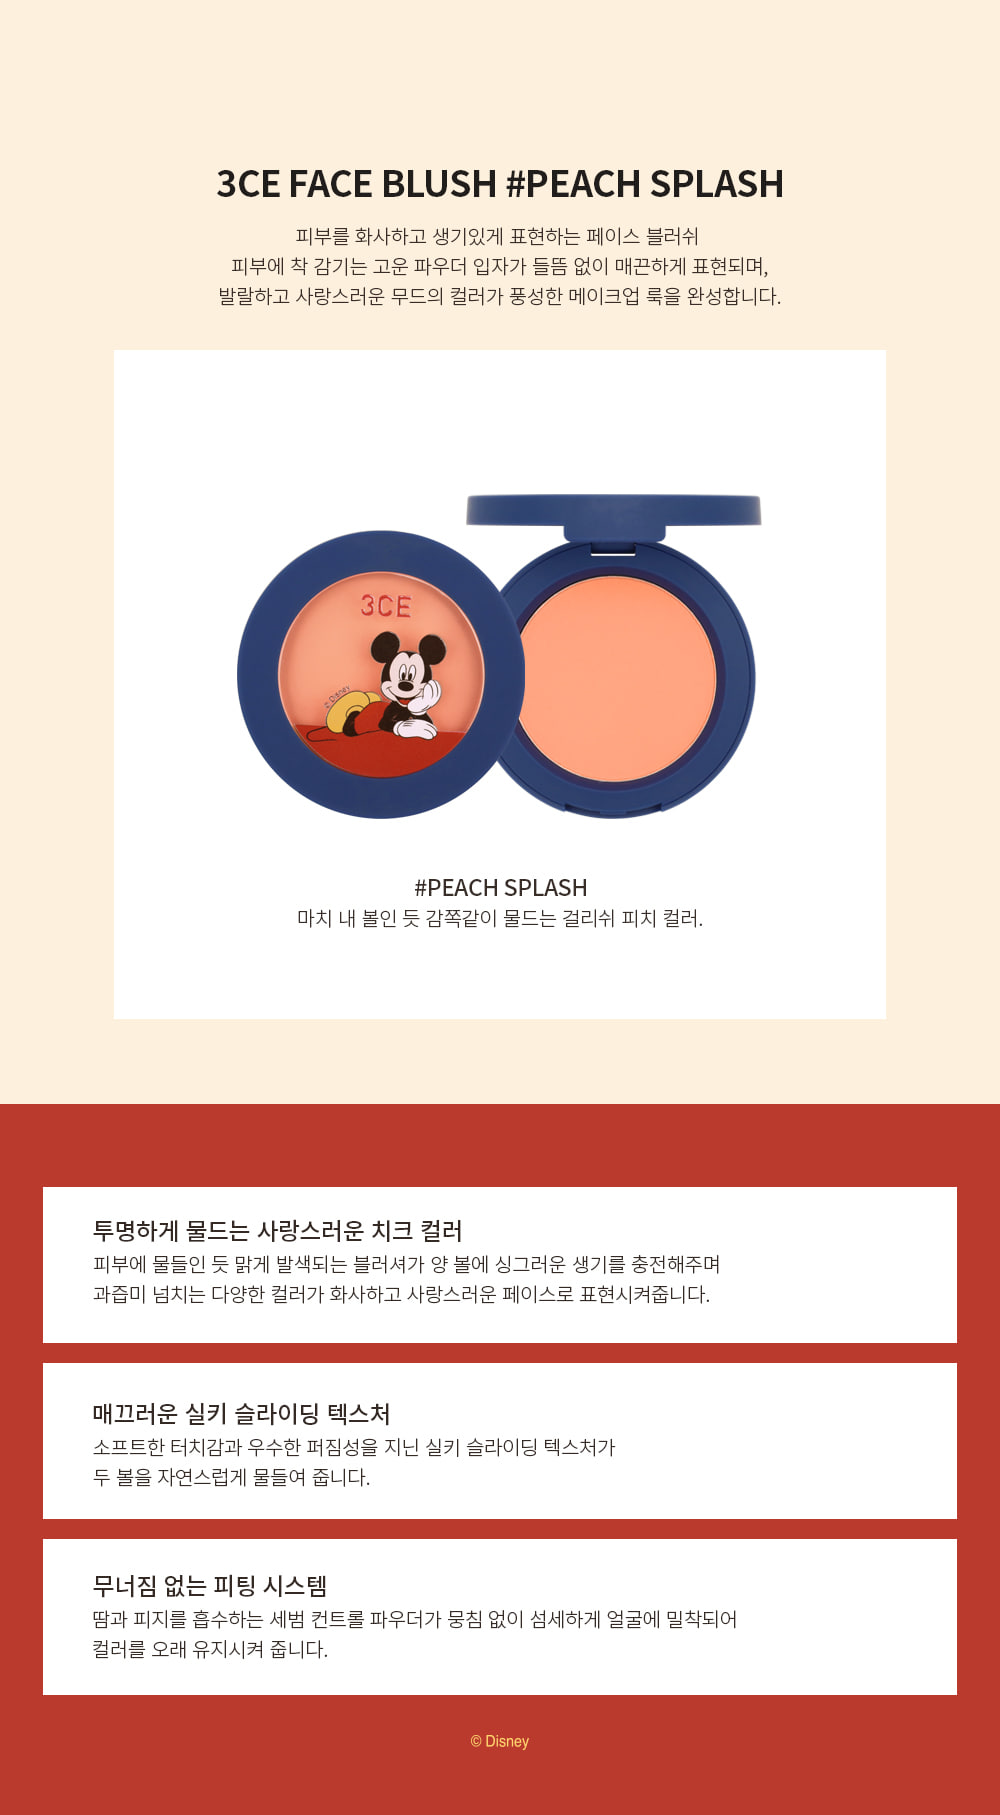 3CE FACE BLUSH #PEACH SPLASH
피부를 화사하고 생기있게 표현하는 페이스 블러쉬
피부에 착 감기는 고운 파우더 입자가 들뜸 없이 매끈하게 표현되며,
발랄하고 사랑스러운 무드의 컬러가 풍성한 메이크업 룩을 완성합니다.
3CE
© Disney
#PEACH SPLASH
마치 내 볼인 듯 감쪽같이 물드는 걸리쉬 피치 컬러.
투명하게 물드는 사랑스러운 치크 컬러
피부에 물들인 듯 맑게 발색되는 블러셔가 양 볼에 싱그러운 생기를 충전해주며
과즙미 넘치는 다양한 컬러가 화사하고 사랑스러운 페이스로 표현시켜줍니다.
매끄러운 실키 슬라이딩 텍스처
소프트한 터치감과 우수한 퍼짐성을 지닌 실키 슬라이딩 텍스처가
두 볼을 자연스럽게 물들여 줍니다.
무너짐 없는 피팅 시스템
땀과 피지를 흡수하는 세범 컨트롤 파우더가 뭉침 없이 섬세하게 얼굴에 밀착되어
컬러를 오래 유지시켜 줍니다.
© Disney